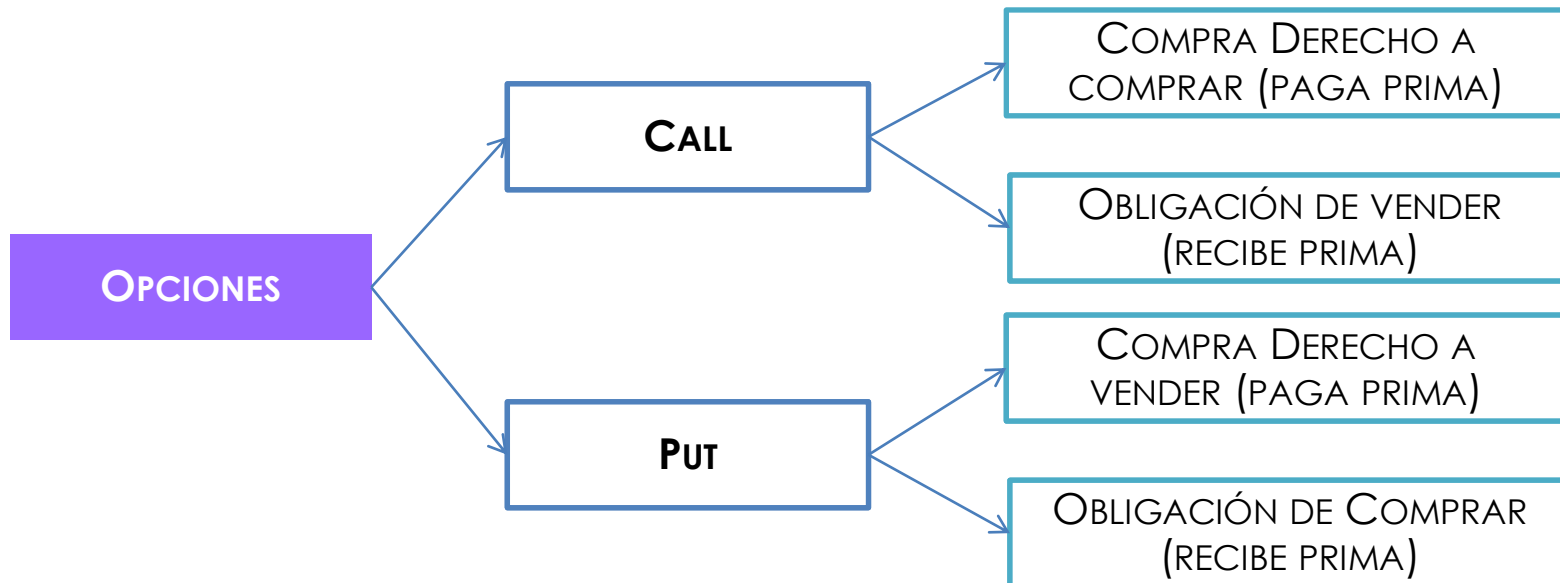 OPCIONES
CALL
COMPRA DERECHO A
COMPRAR (PAGA PRIMA)
OBLIGACIÓN DE VENDER
(RECIBE PRIMA)
PUT
COMPRA DERECHO A
VENDER (PAGA PRIMA)
OBLIGACIÓN DE COMPRAR
(RECIBE PRIMA)